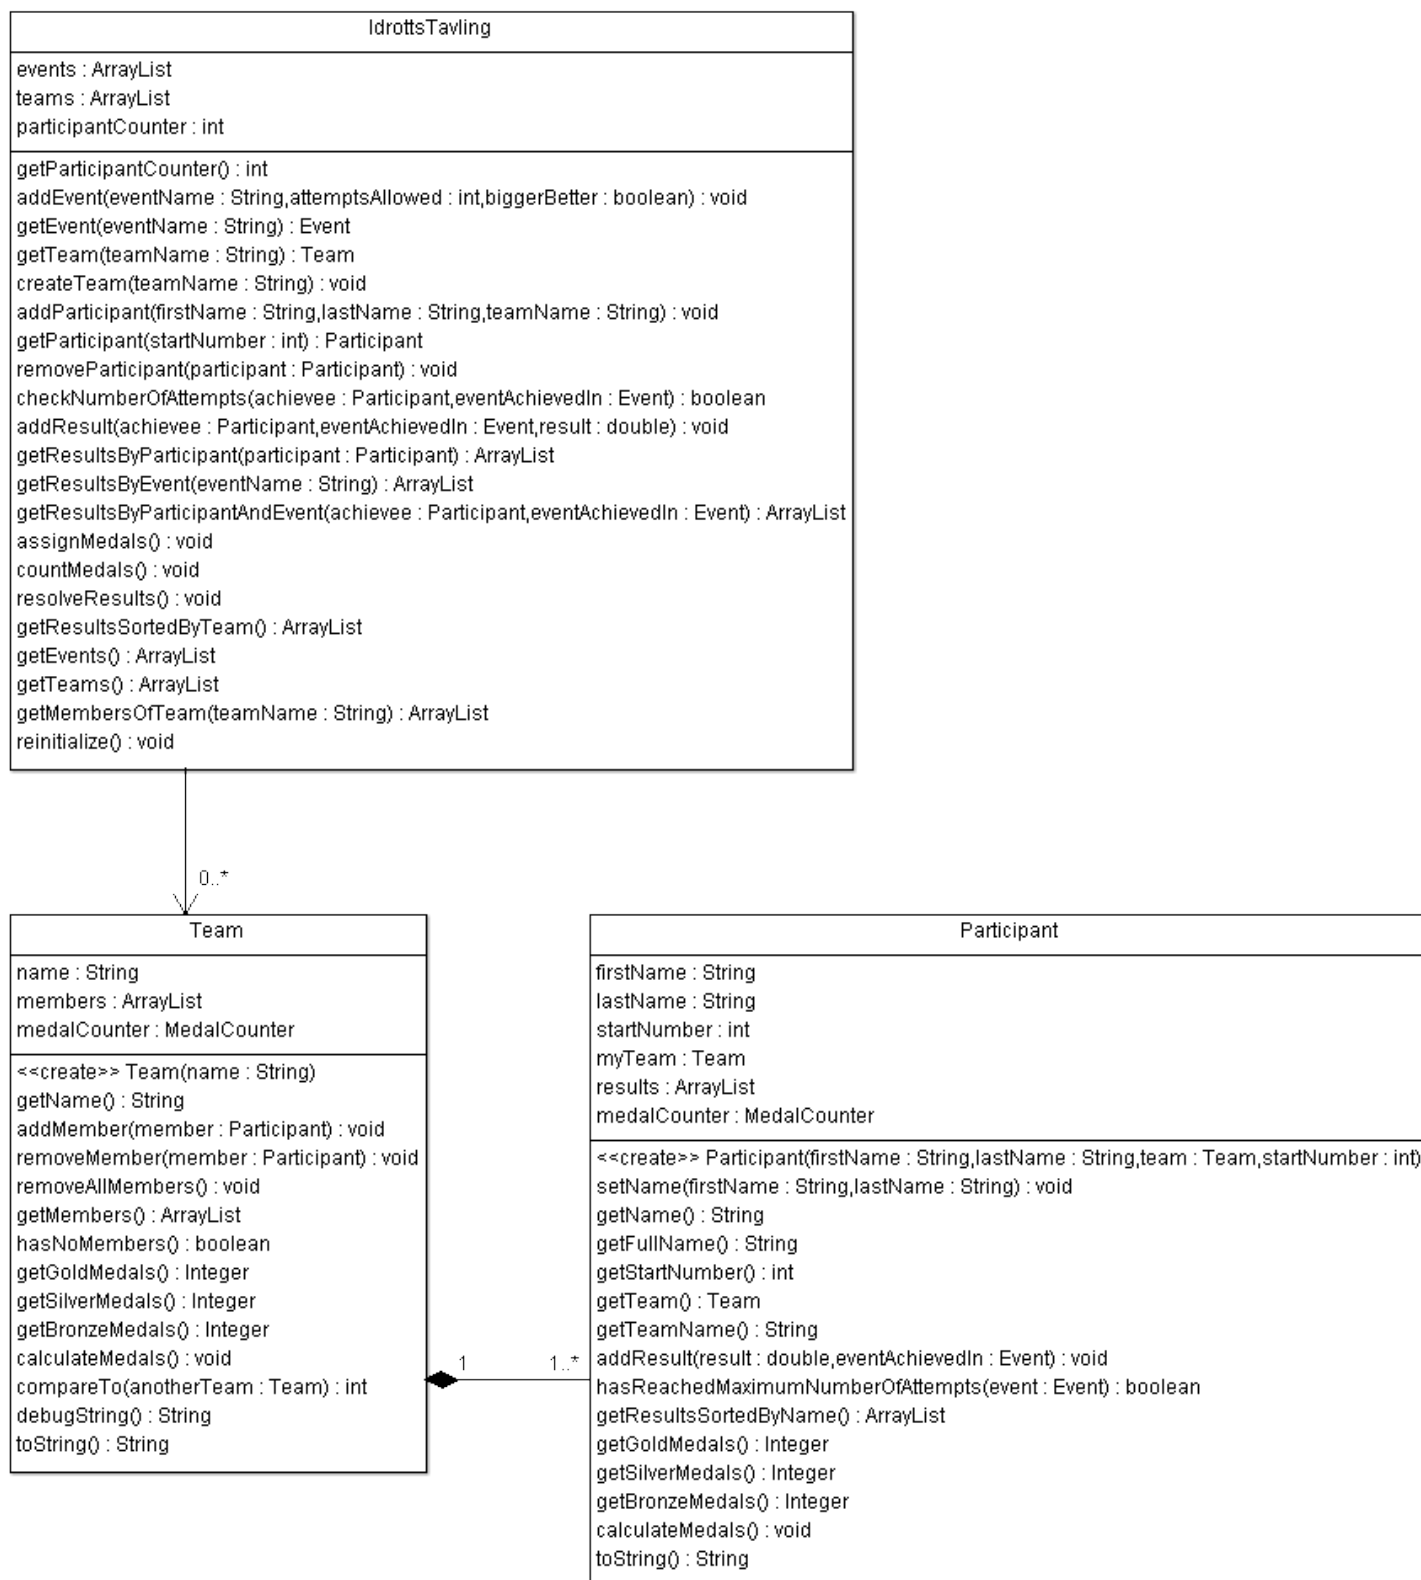 IdrottsTavling
events : ArrayList
teams : ArrayList
participantCounter : int
getParticipantCounter() : int
addEvent(eventName : String,attemptsAllowed : int,biggerBetter : boolean) : void
getEvent(eventName : String) : Event
getTeam(teamName : String) : Team
createTeam(teamName : String) : void
addParticipant(firstName : String,lastName : String,teamName : String) : void
getParticipant(startNumber : int) : Participant
removeParticipant(participant : Participant) : void
checkNumberOfAttempts(achievee : Participant,eventAchievedIn : Event) : boolean
addResult(achievee : Participant,eventAchievedIn : Event,result : double) : void
getResultsByParticipant(participant : Participant) : ArrayList
getResultsByEvent(eventName : String) : ArrayList
getResultsByParticipantAndEvent(achievee : Participant,eventAchievedIn : Event) : ArrayList
assignMedals() : void
countMedals() : void
resolveResults() : void
getResultsSortedByTeam() : ArrayList
getEvents() : ArrayList
getTeams() : ArrayList
getMembersOfTeam(teamName : String) : ArrayList
reinitialize() : void
0..*
Team
name : String
members : ArrayList
medalCounter : MedalCounter
<<create>> Team(name : String)
getName() : String
addMember(member : Participant) : void
removeMember(member : Participant) : void
removeAllMembers() : void
getMembers() : ArrayList
hasNoMembers() : boolean
getGoldMedals() : Integer
getSilverMedals() : Integer
getBronzeMedals() : Integer
calculateMedals() : void
compareTo(anotherTeam : Team) : int
debugString() : String
toString() : String
1
1..*
Participant
firstName : String
lastName : String
startNumber : int
myTeam : Team
results : ArrayList
medalCounter : MedalCounter
<<create>> Participant(firstName : String,lastName : String,team : Team,startNumber : int)
setName(firstName : String,lastName : String) : void
getName() : String
getFullName() : String
getStartNumber() : int
getTeam() : Team
getTeamName() : String
addResult(result : double,eventAchievedIn : Event) : void
hasReachedMaximumNumberOfAttempts(event : Event) : boolean
getResultsSortedByName() : ArrayList
getGoldMedals() : Integer
getSilverMedals() : Integer
getBronzeMedals() : Integer
calculateMedals() : void
toString() : String